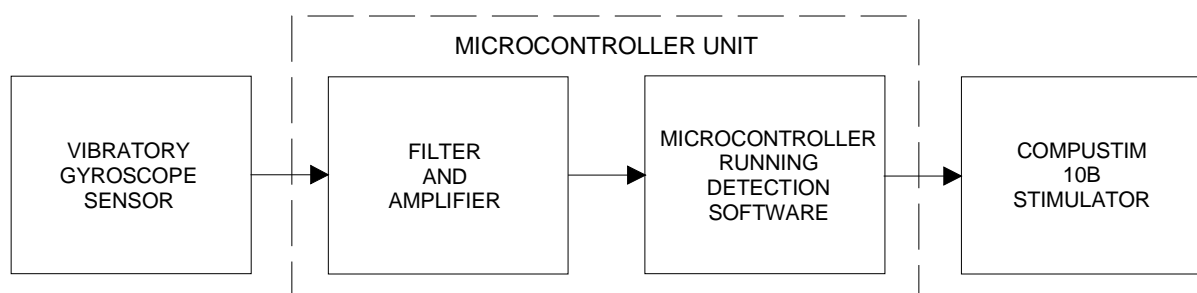 MICROCONTROLLER UNIT
VIBRATORY
GYROSCOPE
SENSOR
FILTER
AND
AMPLIFIER
MICROCONTROLLER
RUNNING
DETECTION
SOFTWARE
COMPUSTIM
10B
STIMULATOR